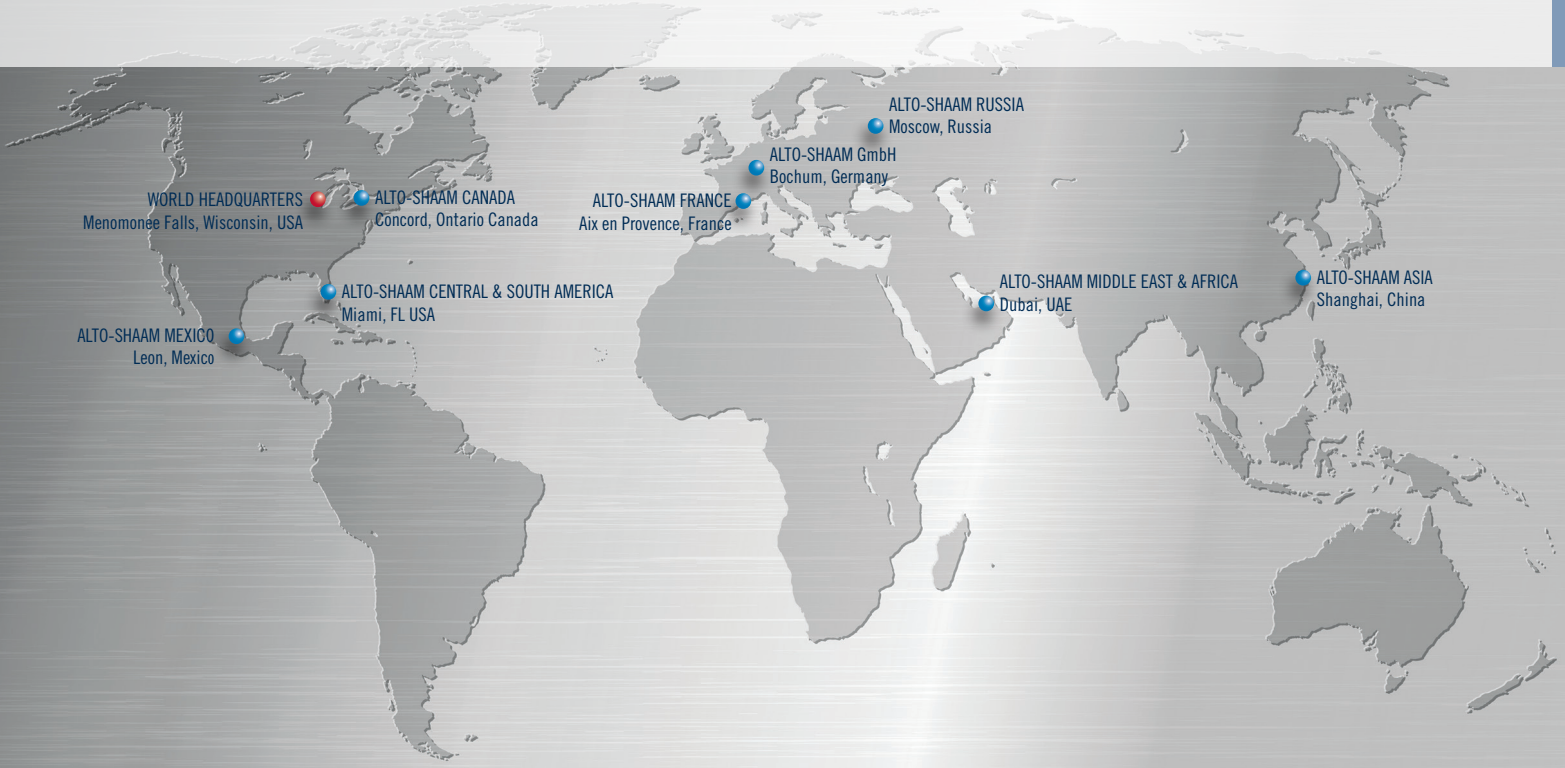 ALTO-SHAAM RUSSIA
Moscow, Russia
ALTO-SHAAM GmbH
Bochum, Germany
WORLD HEADQUARTERS
Menomonee Falls, Wisconsin, USA
ALTO-SHAAM CANADA
Concord, Ontario Canada
ALTO-SHAAM FRANCE
Aix en Provence, France
ALTO-SHAAM CENTRAL & SOUTH AMERICA
Miami, FL USA
ALTO-SHAAM MIDDLE EAST & AFRICA
Dubai, UAE
ALTO-SHAAM ASIA
Shanghai, China
ALTO-SHAAM MEXICO
Leon, Mexico